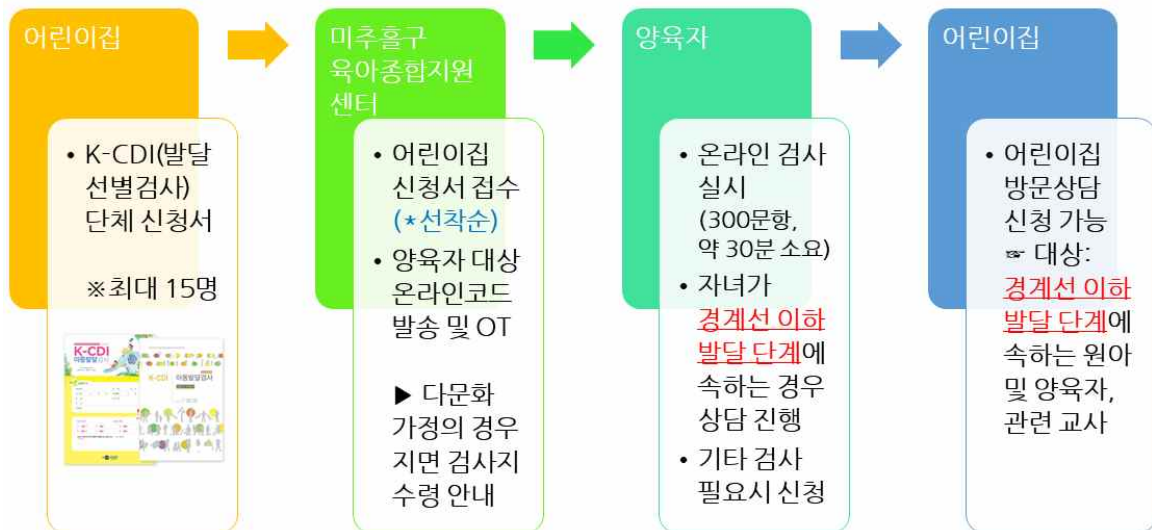 어린이집
• K-CDI(발달
선별검사)
단체 신청서
※최대 15명
K-CDI
아동발달검사
K-CDI 아동발달검사
미추홀구
육아종합지원
센터
• 어린이집
신청서 접수
(*선착순)
• 양육자 대상
온라인코드
발송 및 OT
▶ 다문화
가정의 경우
지면 검사지
수령 안내
양육자
• 온라인 검사
실시
(300문항,
약 30분 소요)
• 자녀가
경계선 이하
발달 단계에
속하는 경우
상담 진행
• 기타 검사
필요시 신청
어린이집
• 어린이집
방문상담
신청 가능
☞ 대상:
경계선 이하
발달 단계에
속하는 원아
및 양육자,
관련 교사